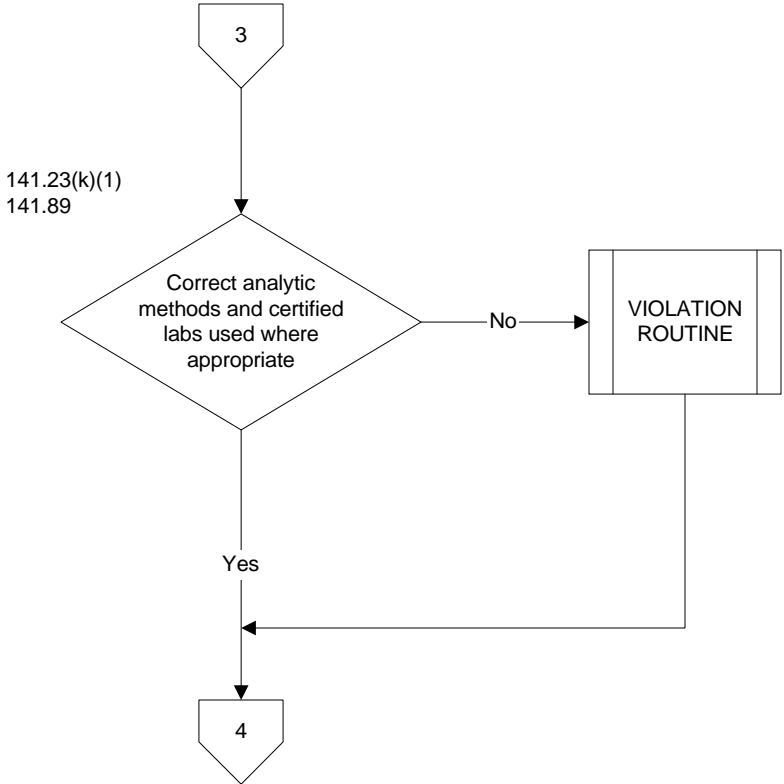 3
141.23(k)(1)
141.89
Correct analytic
methods and certified
labs used where
appropriate
No
VIOLATION
ROUTINE
Yes
4